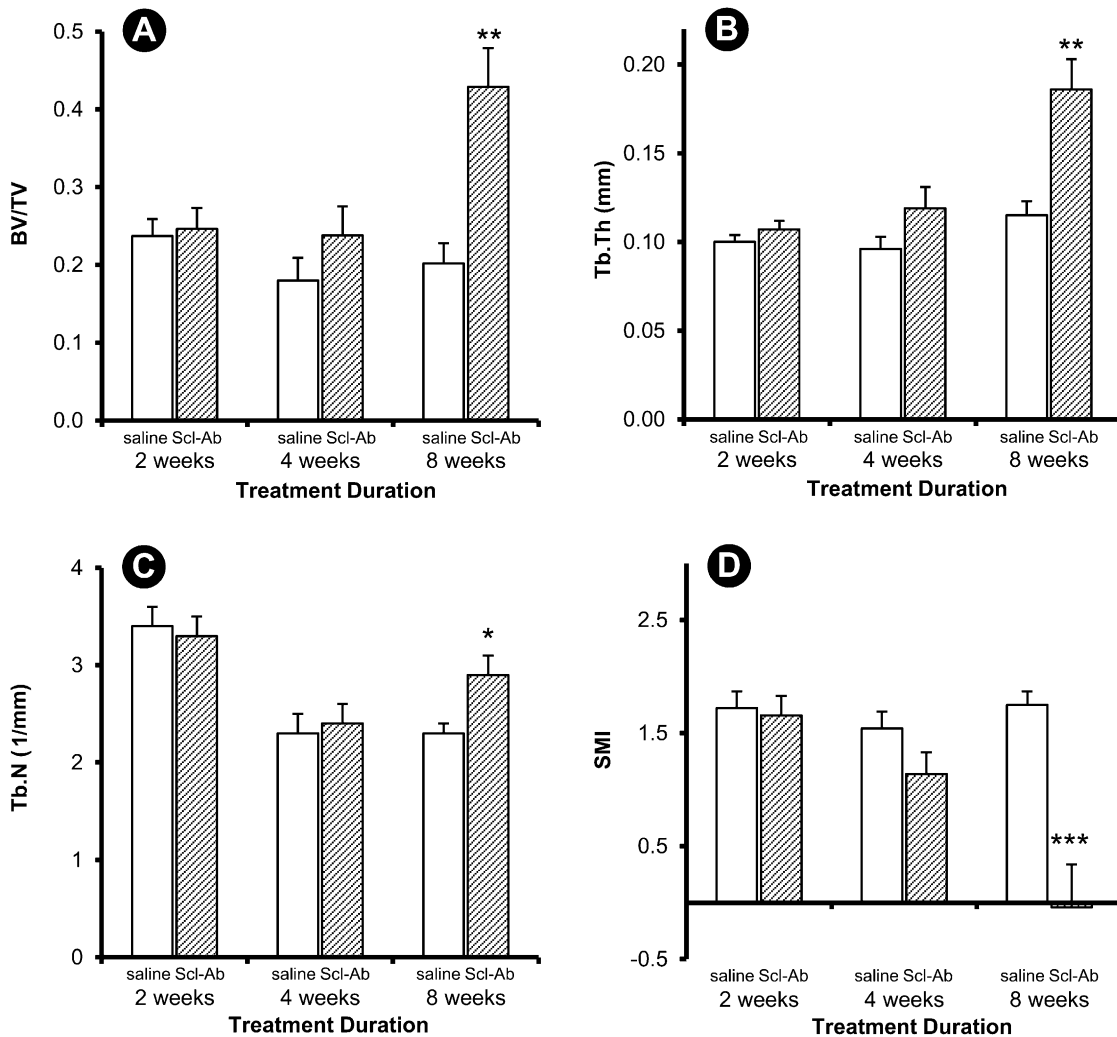 A
BV/TV
0.5
0.4
0.3
0.2
0.1
0.0
**
saline Scl-Ab saline Scl-Ab saline Scl-Ab
2 weeks 4 weeks 8 weeks
Treatment Duration
B
Tb.Th (mm)
0.20
0.15
0.10
0.05
0.00
**
saline Scl-Ab saline Scl-Ab saline Scl-Ab
2 weeks 4 weeks 8 weeks
Treatment Duration
C
Tb.N ( 1/mm)
4
3
2
1
0
*
saline Scl-Ab saline Scl-Ab saline Scl-Ab
2 weeks 4 weeks 8 weeks
Treatment Duration
D
SMI
2.5
1.5
0.5
-0.5
***
saline Scl-Ab saline Scl-Ab saline Scl-Ab
2 weeks 4 weeks 8 weeks
Treatment Duration